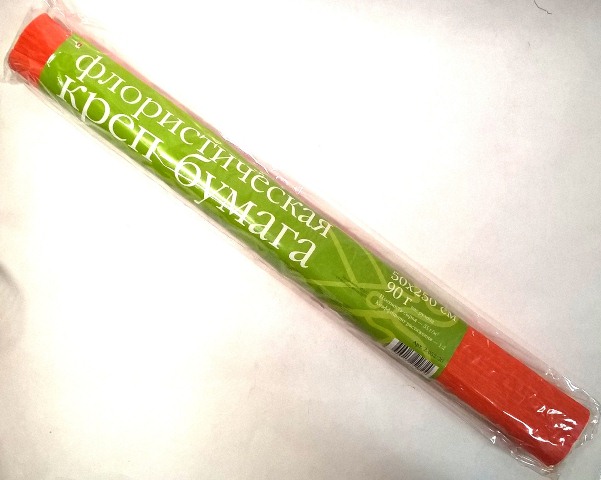 флористическая
креп-бумага
50x250 см
90 г